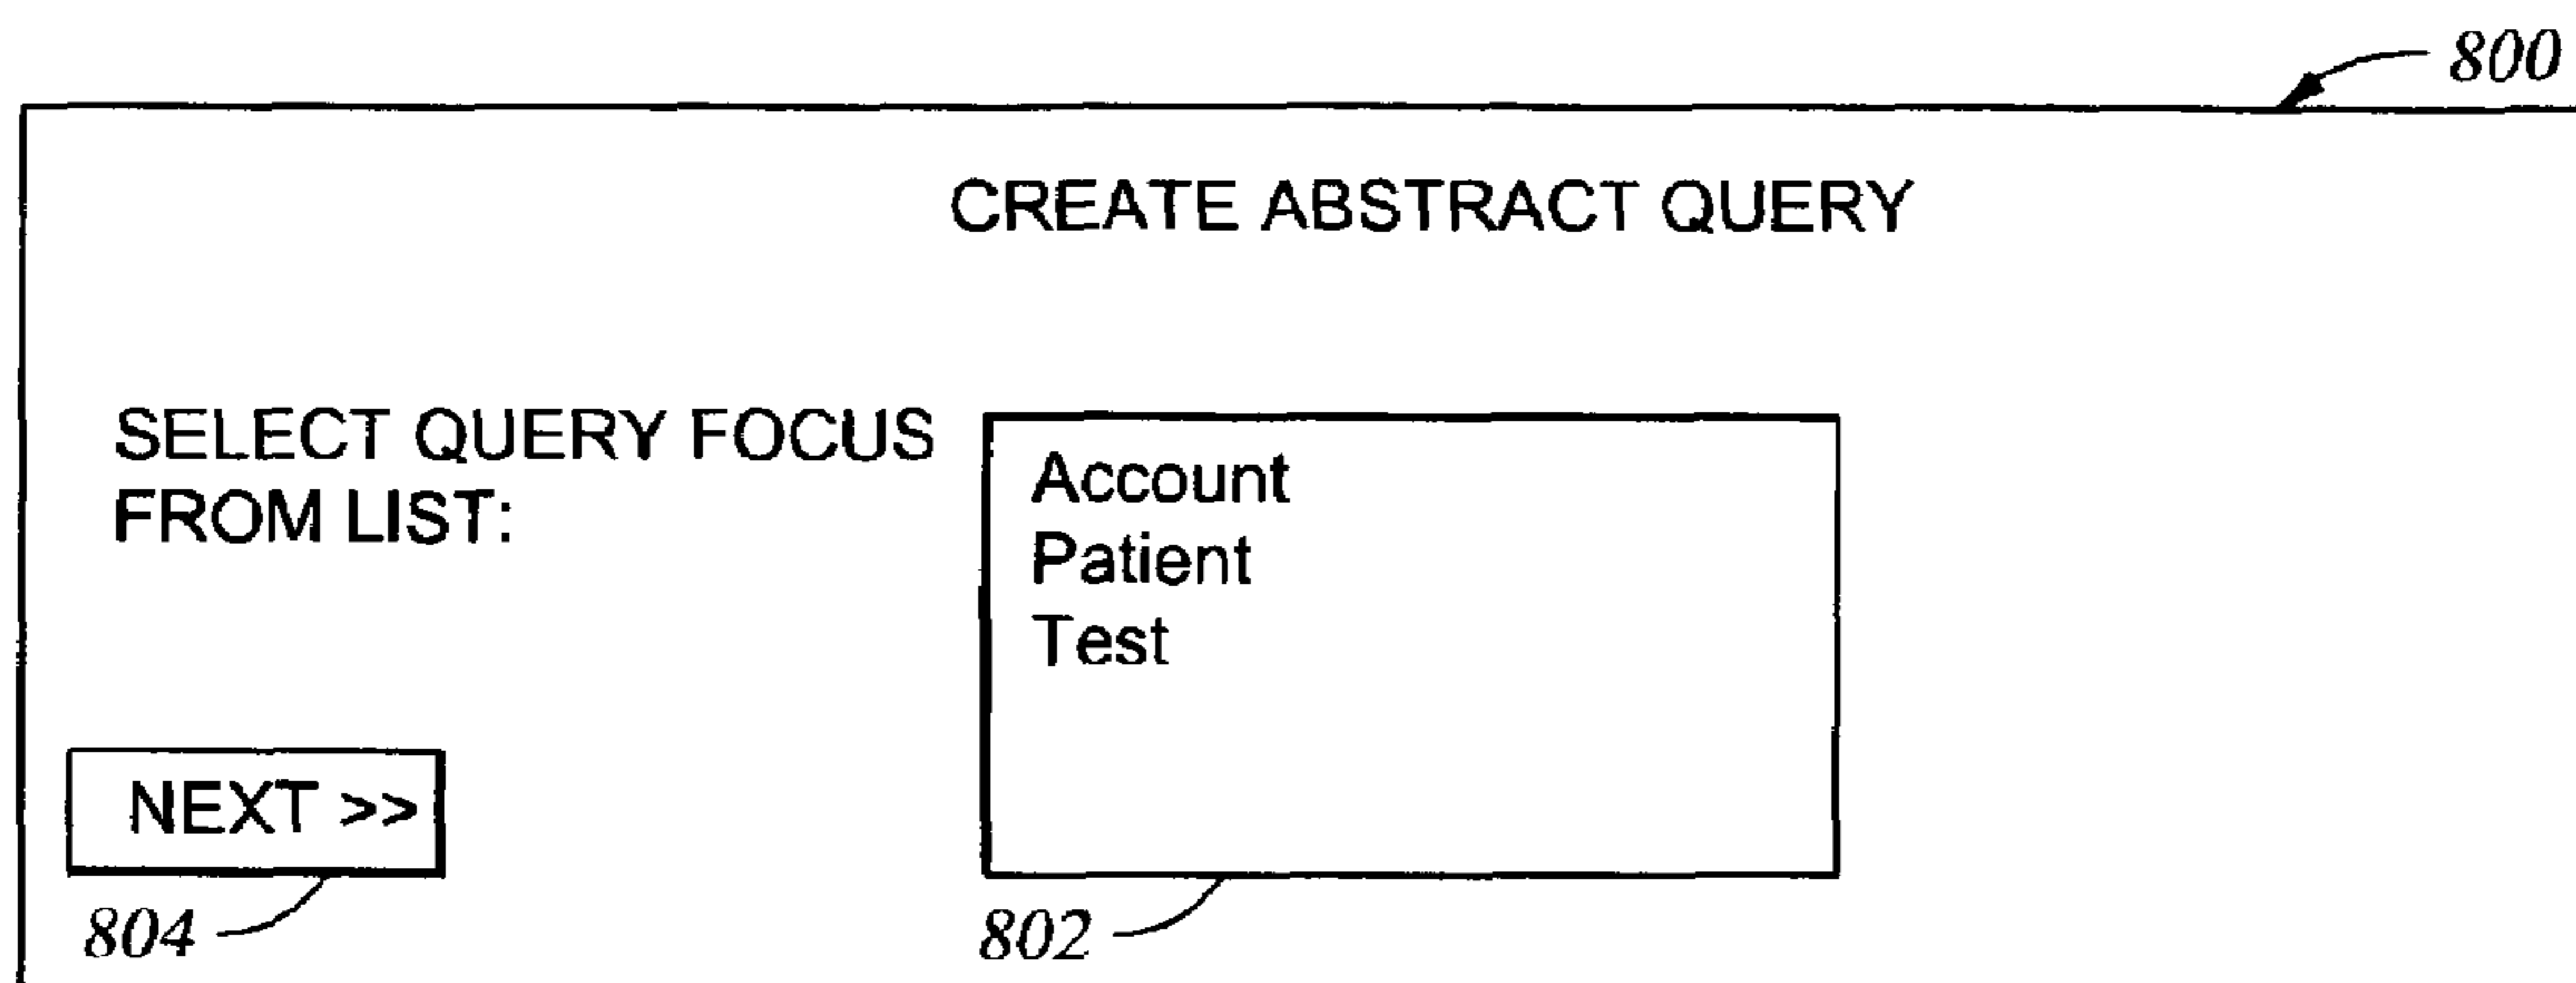 800
CREATE ABSTRACT QUERY
SELECT QUERY FOCUS
FROM LIST:
Account
Patient
Test
NEXT >>
804
802